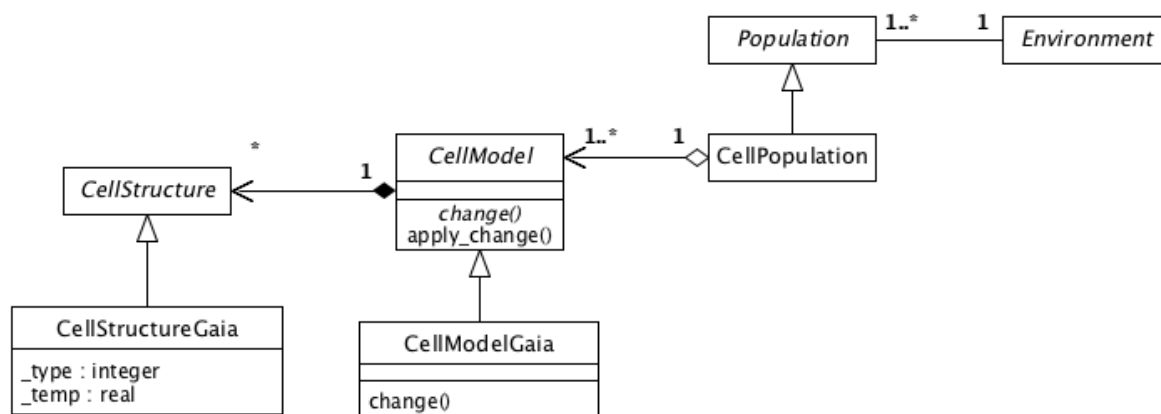 1..*
1
Population
Environment
*
1
CellModel
1..*
1
CellPopulation
CellStructure
change()
apply_change()
CellStructureGaia
_type : integer
_temp : real
CellModelGaia
change()